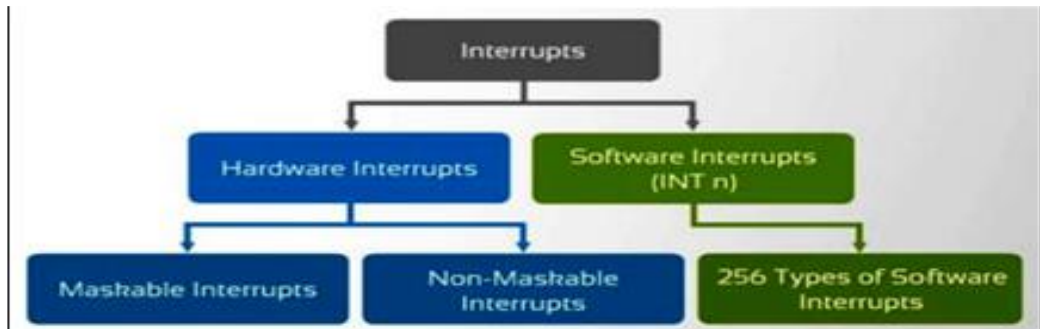 Interrupts
Hardware Interrupts
Software Interrupts
(INT n)
Maskable Interrupts
Non-Maskable
Interrupts
256 Types of Software
Interrupts